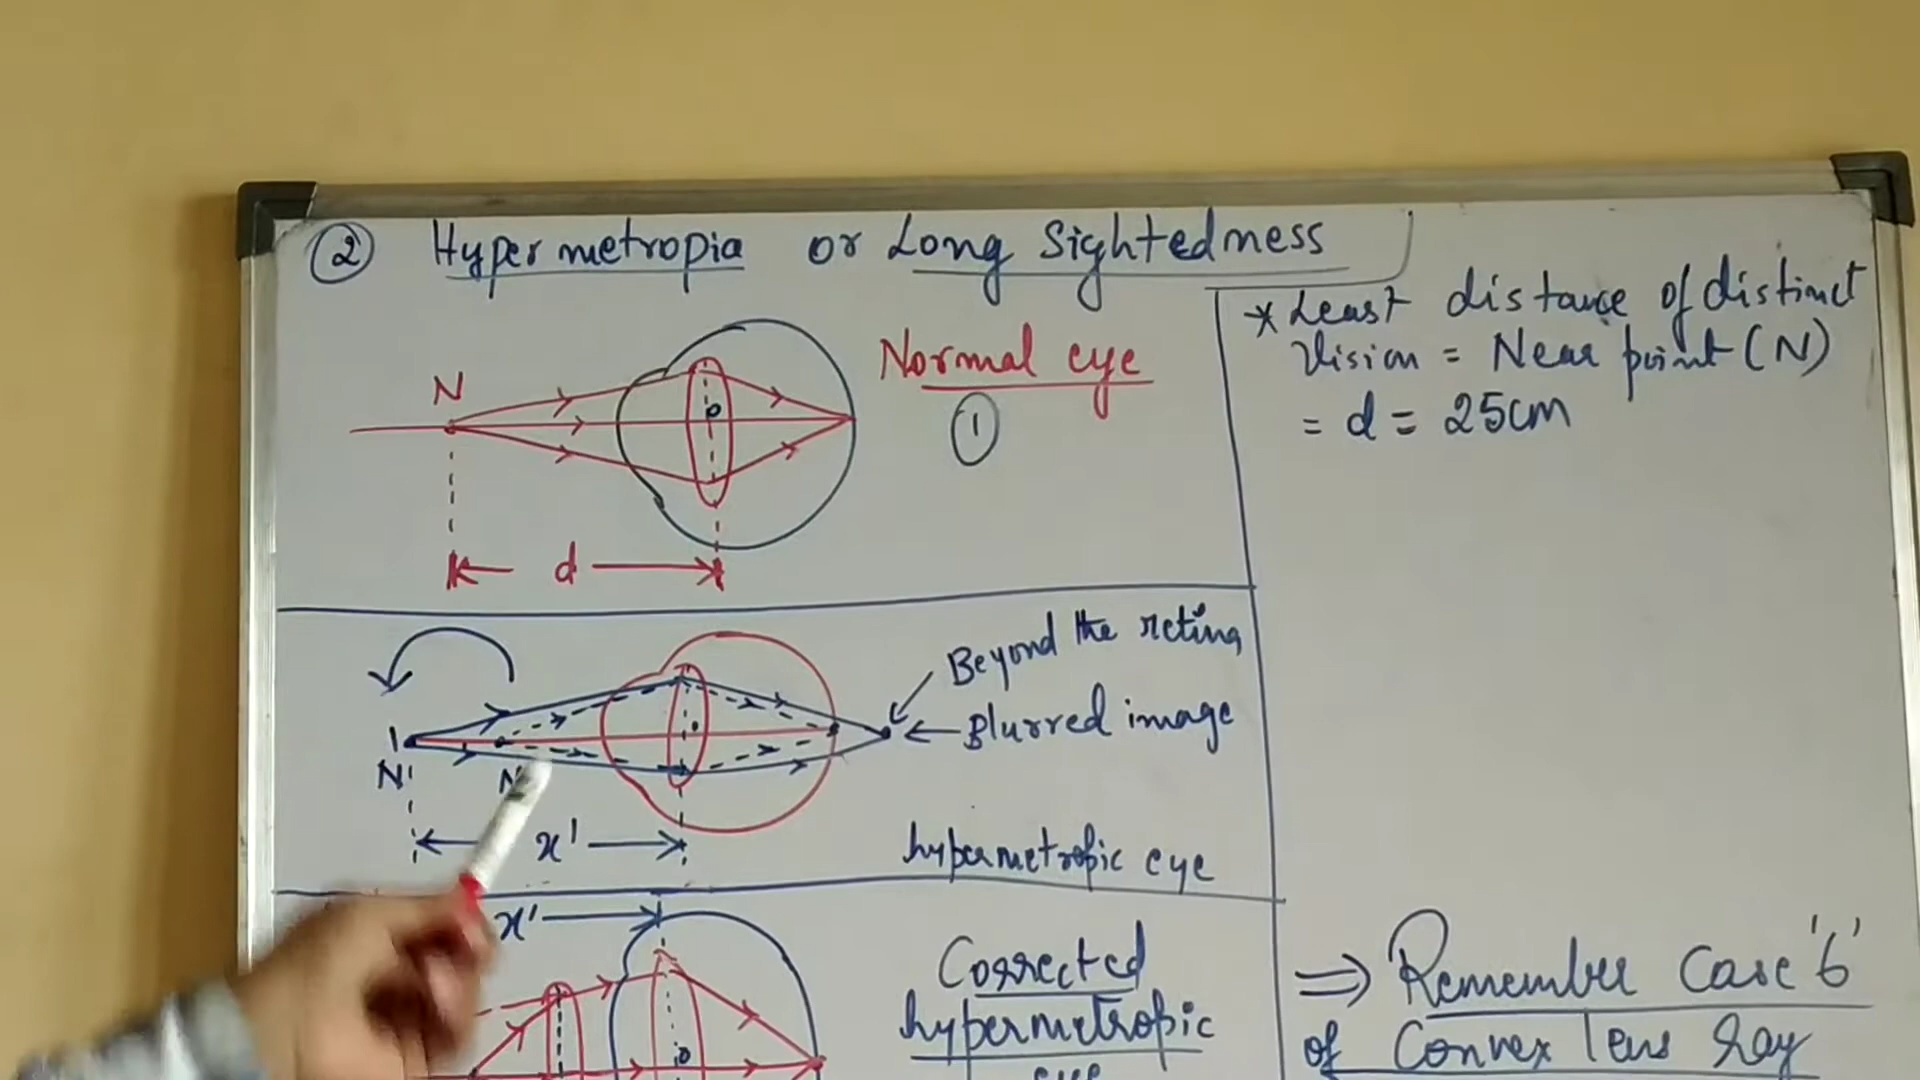 ② Hypermetropia or Long Sightedness
* Least distance of distinct
Vision = Near point (N)
= d = 25cm
N
Normal eye
①
o
d
Beyond the retina
Blurred image
N'
N
x'
hypermetropic eye
x'
Corrected
hypermetropic
eye
o
⇒ Remember Case '6'
of Convex lens ray